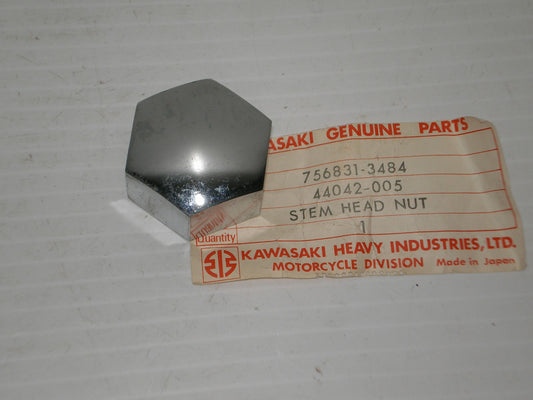 ASAKI GENUINE PARTS
756831-3484
44042-005
STEM HEAD NUT
Quantity 1
KAWASAKI HEAVY INDUSTRIES, LTD.
MOTORCYCLE DIVISION Made in Japan